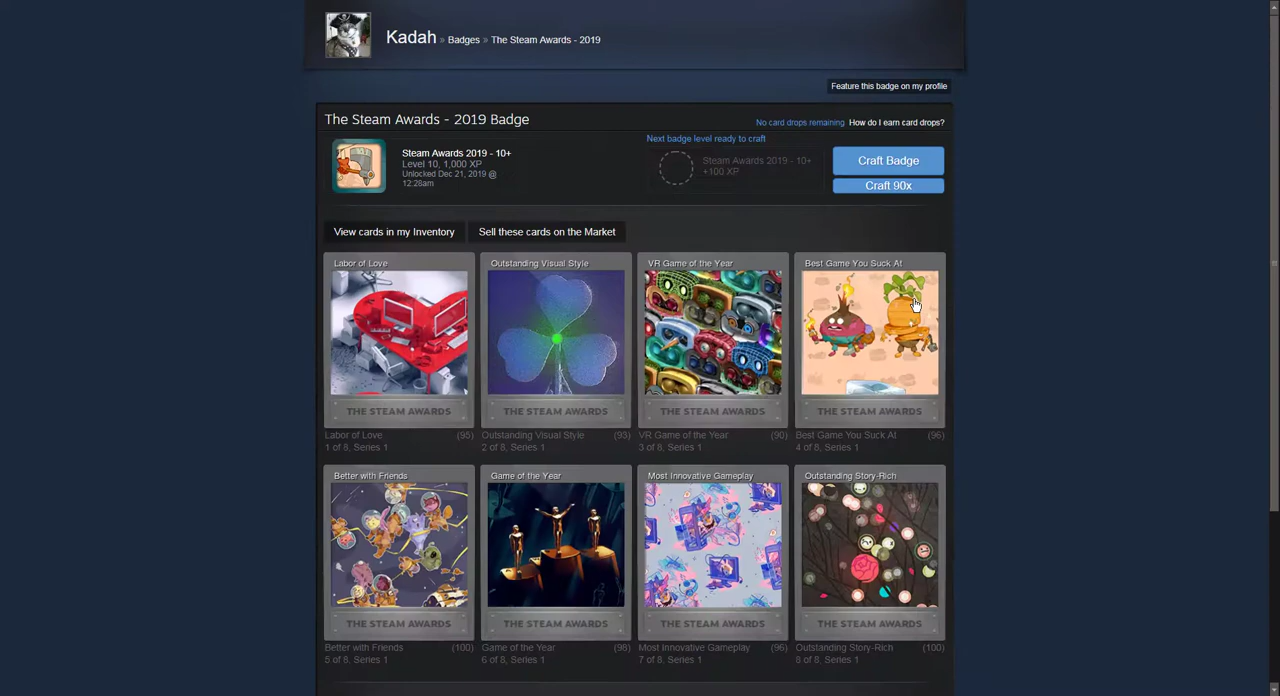 Kadah » Badges » The Steam Awards - 2019
Feature this badge on my profile
The Steam Awards - 2019 Badge
No card drops remaining How do I earn card drops?
Steam Awards 2019 - 10+
Level 10, 1,000 XP
Unlocked Dec 21, 2019 @
12:28am
Next badge level ready to craft
Steam Awards 2019 - 10+
+100 XP
Craft Badge
Craft 90x
View cards in my Inventory
Sell these cards on the Market
Labor of Love
Outstanding Visual Style
VR Game of the Year
Best Game You Suck At
THE STEAM AWARDS
THE STEAM AWARDS
THE STEAM AWARDS
THE STEAM AWARDS
Labor of Love (95)
1 of 8, Series 1
Outstanding Visual Style (93)
2 of 8, Series 1
VR Game of the Year (90)
3 of 8, Series 1
Best Game You Suck At (96)
4 of 8, Series 1
Better with Friends
Game of the Year
Most Innovative Gameplay
Outstanding Story-Rich
THE STEAM AWARDS
THE STEAM AWARDS
THE STEAM AWARDS
THE STEAM AWARDS
Better with Friends (100)
5 of 8, Series 1
Game of the Year (98)
6 of 8, Series 1
Most Innovative Gameplay (96)
7 of 8, Series 1
Outstanding Story-Rich (100)
8 of 8, Series 1